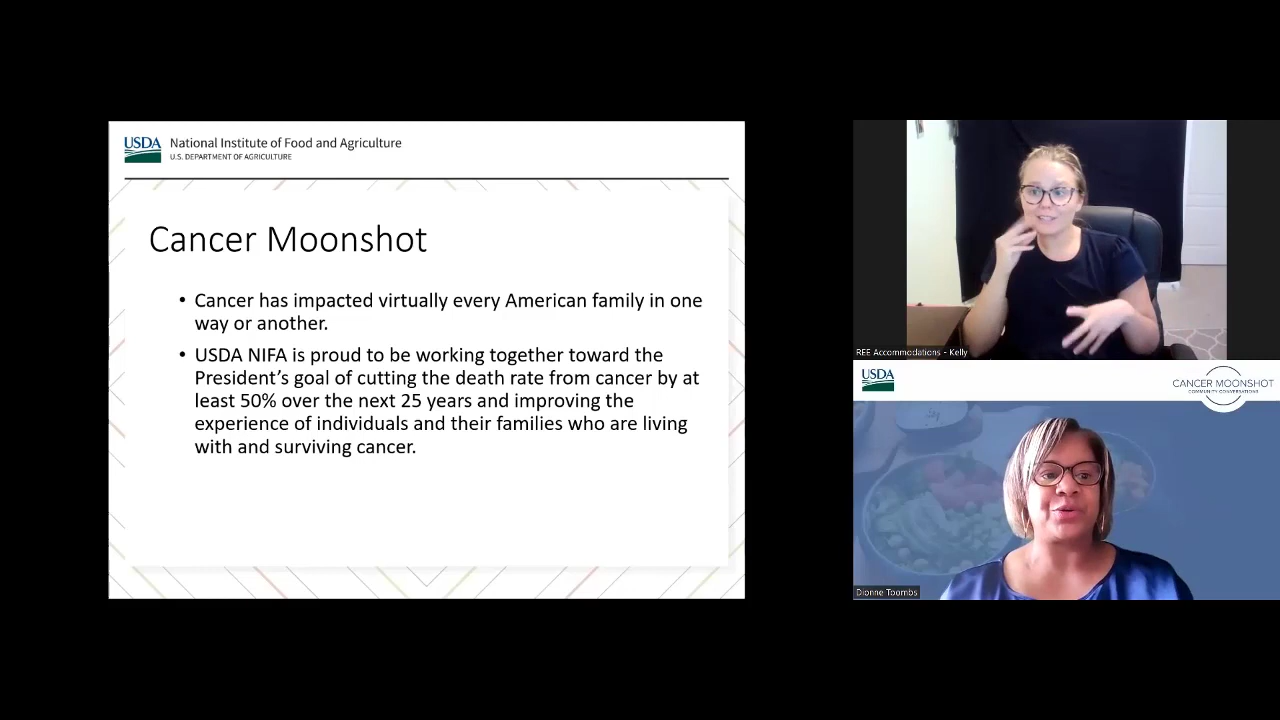 USDA
National Institute of Food and Agriculture
U.S. DEPARTMENT OF AGRICULTURE
Cancer Moonshot
• Cancer has impacted virtually every American family in one
way or another.
• USDA NIFA is proud to be working together toward the
President’s goal of cutting the death rate from cancer by at
least 50% over the next 25 years and improving the
experience of individuals and their families who are living
with and surviving cancer.
REE Accommodations - Kelly
USDA
CANCER MOONSHOT
COMMUNITY CONVERSATIONS
Dionne Toombs